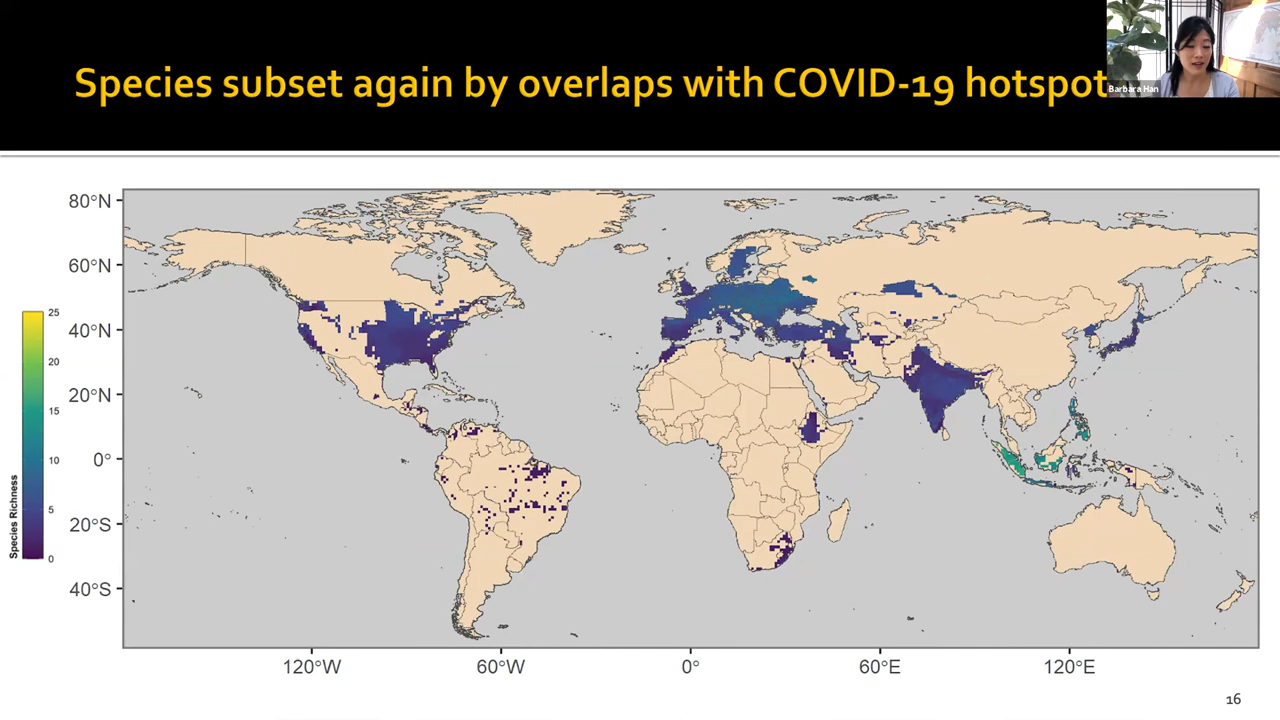 Species subset again by overlaps with COVID-19 hotspot
Barbara Han
80°N
60°N
40°N
20°N
0°
20°S
40°S
25
20
15
10
5
0
Species Richness
120°W
60°W
0°
60°E
120°E
16